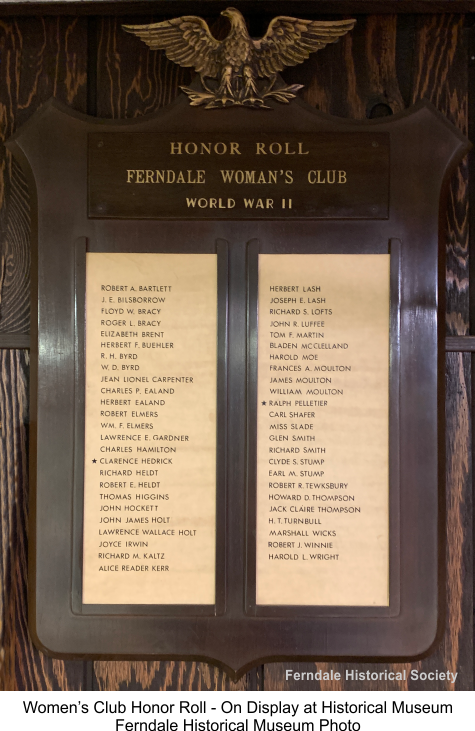 HONOR ROLL
FERNDALE WOMAN'S CLUB
WORLD WAR II
ROBERT A. BARTLETT
J. E. BILSBORROW
FLOYD W. BRACY
ROGER L. BRACY
ELIZABETH BRENT
HERBERT F. BUEHLER
R. H. BYRD
W. D. BYRD
JEAN LIONEL CARPENTER
CHARLES P. EALAND
HERBERT EALAND
ROBERT ELMERS
WM. F. ELMERS
LAWRENCE E. GARDNER
CHARLES HAMILTON
★ CLARENCE HEDRICK
RICHARD HELDT
ROBERT E. HELDT
THOMAS HIGGINS
JOHN HOCKETT
JOHN JAMES HOLT
LAWRENCE WALLACE HOLT
JOYCE IRWIN
RICHARD M. KALTZ
ALICE READER KERR
HERBERT LASH
JOSEPH E. LASH
RICHARD S. LOFTS
JOHN R. LUFFEE
TOM F. MARTIN
BLADEN MCCLELLAND
HAROLD MOE
FRANCES A. MOULTON
JAMES MOULTON
WILLIAM MOULTON
★ RALPH PELLETIER
CARL SHAFER
MISS SLADE
GLEN SMITH
RICHARD SMITH
CLYDE S. STUMP
EARL M. STUMP
ROBERT R. TEWKSBURY
HOWARD D. THOMPSON
JACK CLAIRE THOMPSON
H. T. TURNBULL
MARSHALL WICKS
ROBERT J. WINNIE
HAROLD L. WRIGHT
Ferndale Historical Society
Women's Club Honor Roll - On Display at Historical Museum
Ferndale Historical Museum Photo